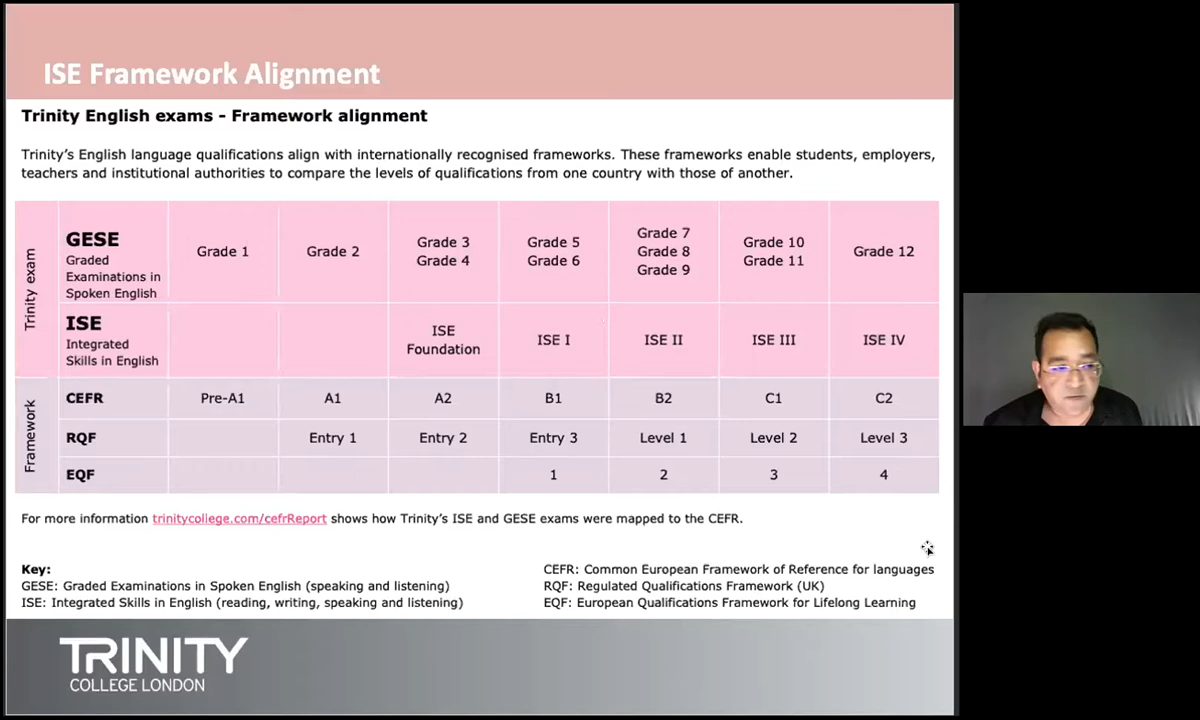 ISE Framework Alignment
Trinity English exams - Framework alignment
Trinity's English language qualifications align with internationally recognised frameworks. These frameworks enable students, employers,
teachers and institutional authorities to compare the levels of qualifications from one country with those of another.
Trinity exam
GESE
Graded
Examinations in
Spoken English
Grade 1
Grade 2
Grade 3
Grade 4
Grade 5
Grade 6
Grade 7
Grade 8
Grade 9
Grade 10
Grade 11
Grade 12
ISE
Integrated
Skills in English
ISE
Foundation
ISE I
ISE II
ISE III
ISE IV
Framework
CEFR
Pre-A1
A1
A2
B1
B2
C1
C2
RQF
Entry 1
Entry 2
Entry 3
Level 1
Level 2
Level 3
EQF
1
2
3
4
For more information trinitycollege.com/cefrReport shows how Trinity's ISE and GESE exams were mapped to the CEFR.
Key:
GESE: Graded Examinations in Spoken English (speaking and listening)
ISE: Integrated Skills in English (reading, writing, speaking and listening)
CEFR: Common European Framework of Reference for languages
RQF: Regulated Qualifications Framework (UK)
EQF: European Qualifications Framework for Lifelong Learning
TRINITY
COLLEGE LONDON